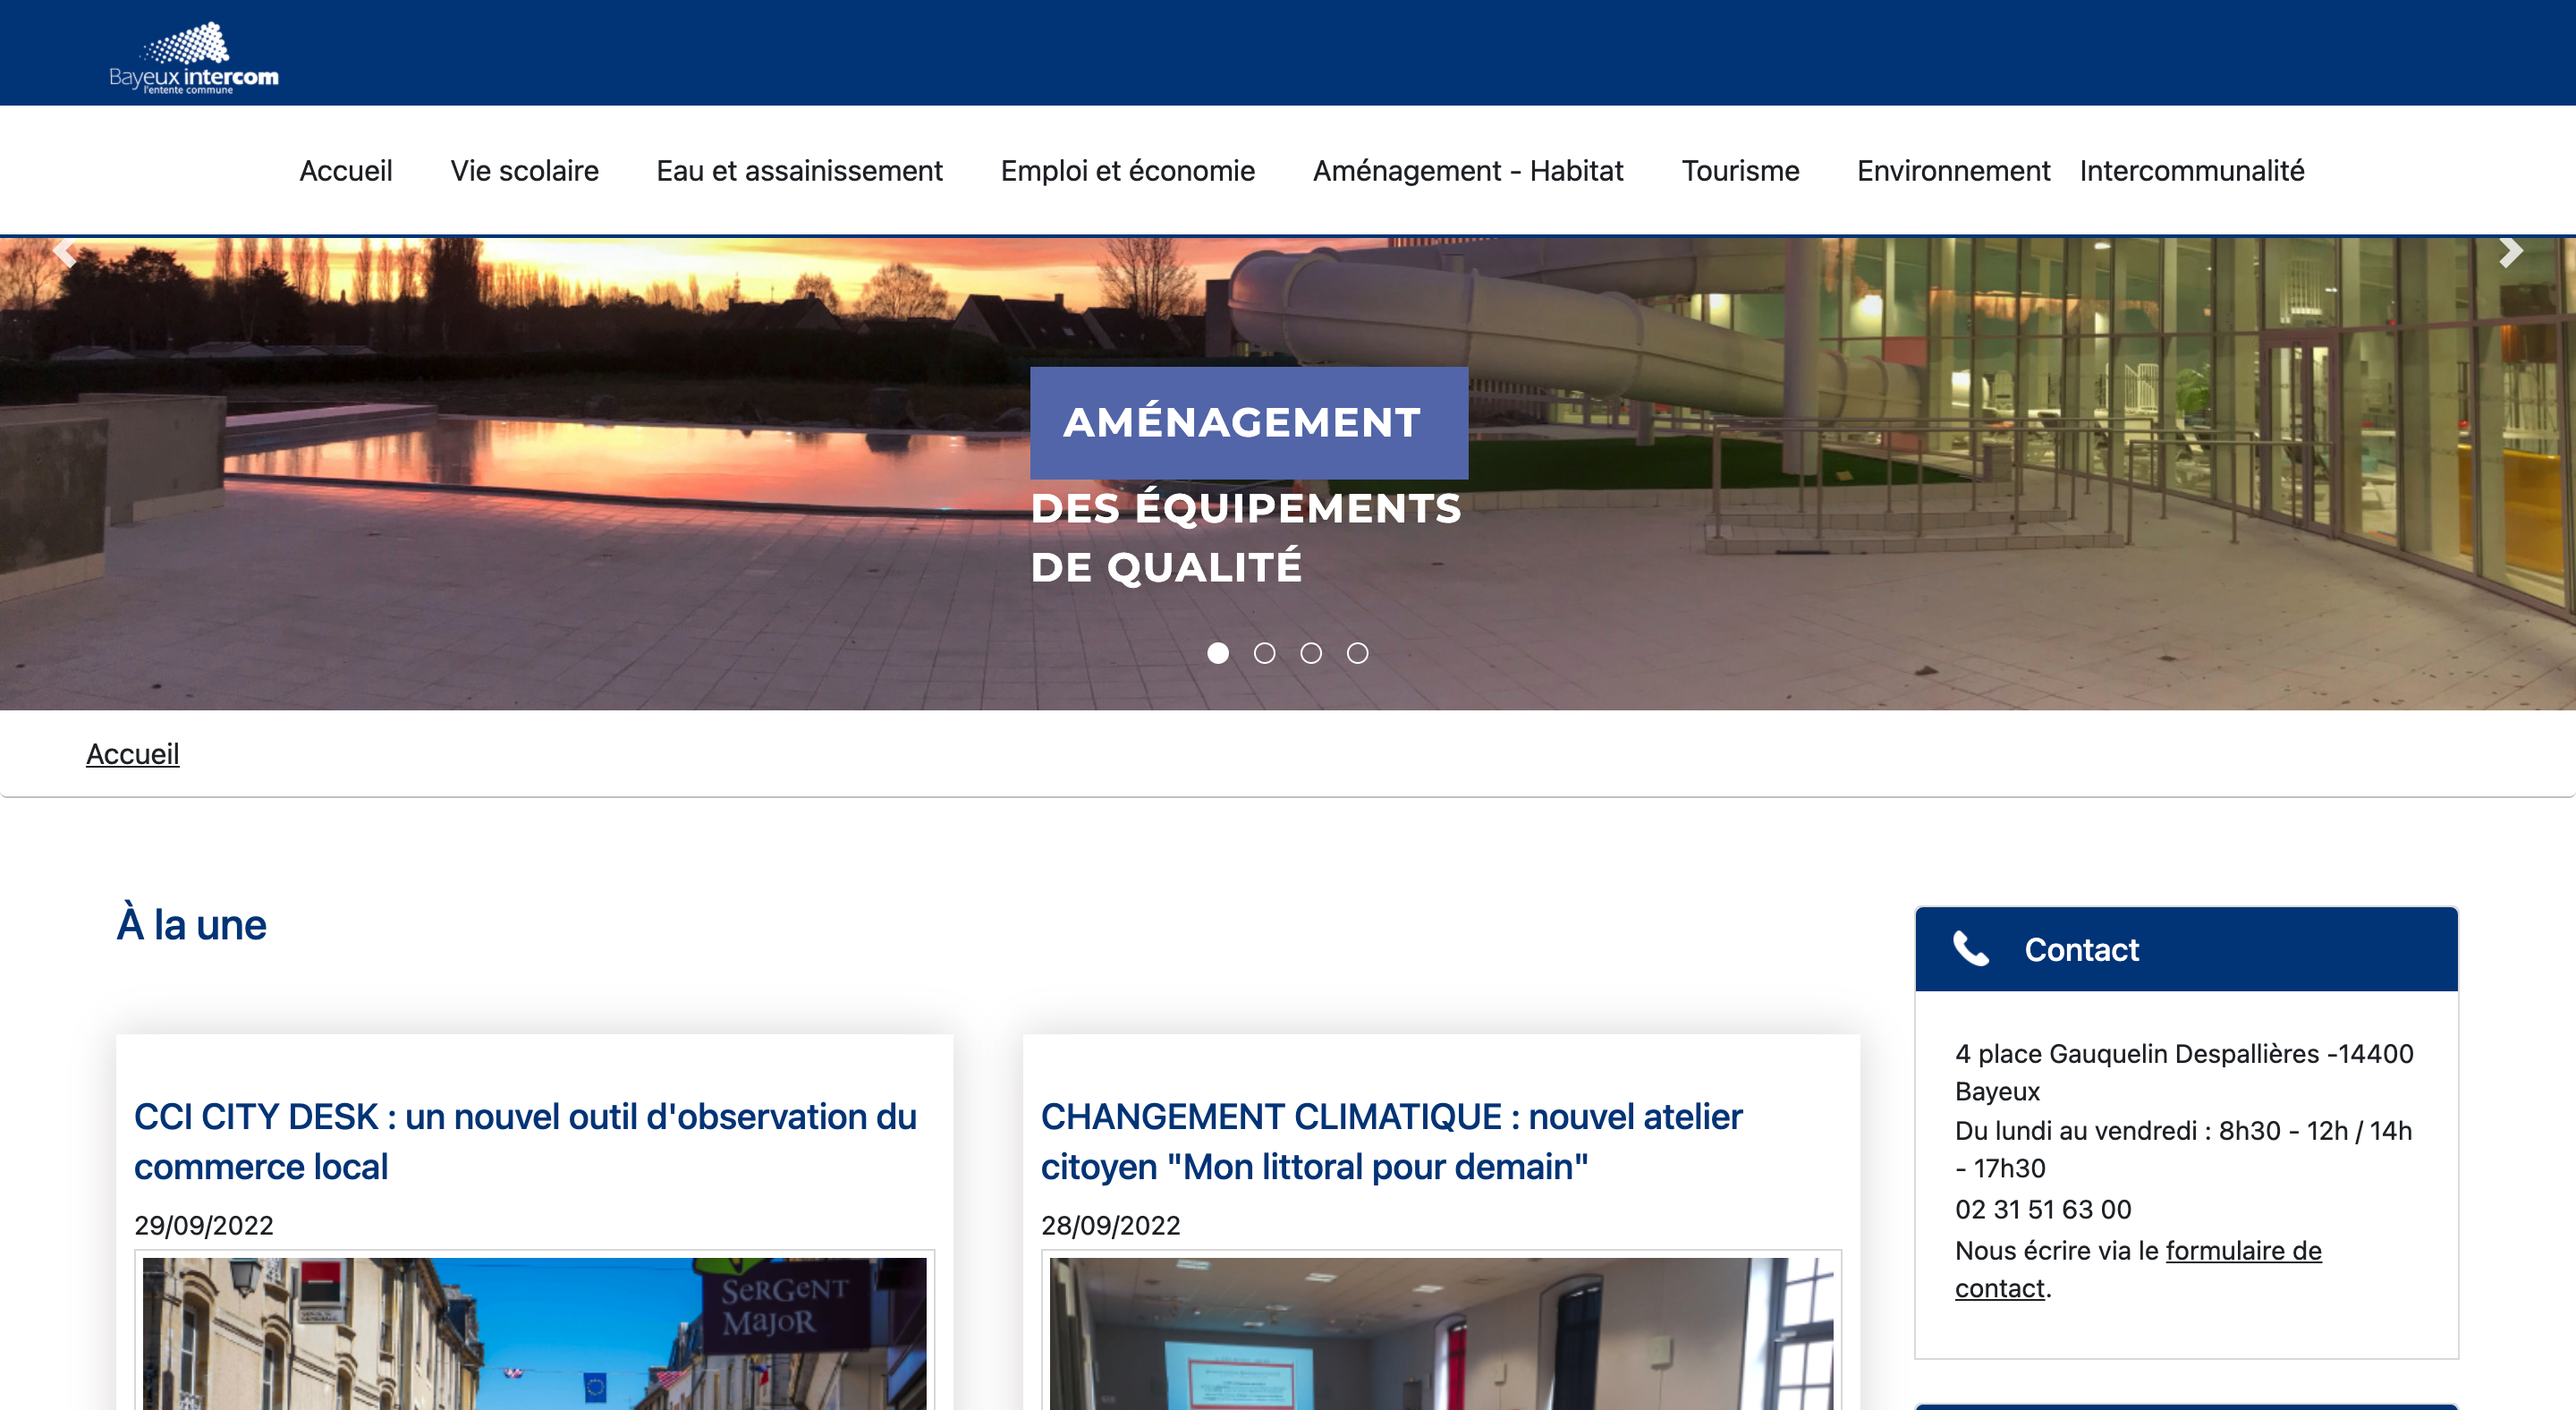 Bayeux intercom
l'entente commune
Accueil
Vie scolaire
Eau et assainissement
Emploi et économie
Aménagement - Habitat
Tourisme
Environnement
Intercommunalité
AMÉNAGEMENT
DES ÉQUIPEMENTS
DE QUALITÉ
Accueil
À la une
CCI CITY DESK : un nouvel outil d'observation du
commerce local
29/09/2022
SeRGeNT
MaJoR
CHANGEMENT CLIMATIQUE : nouvel atelier
citoyen "Mon littoral pour demain"
28/09/2022
Contact
4 place Gauquelin Despallières -14400
Bayeux
Du lundi au vendredi : 8h30 - 12h / 14h
- 17h30
02 31 51 63 00
Nous écrire via le formulaire de
contact.